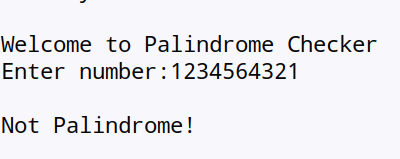 Welcome to Palindrome Checker
Enter number:1234564321
Not Palindrome!